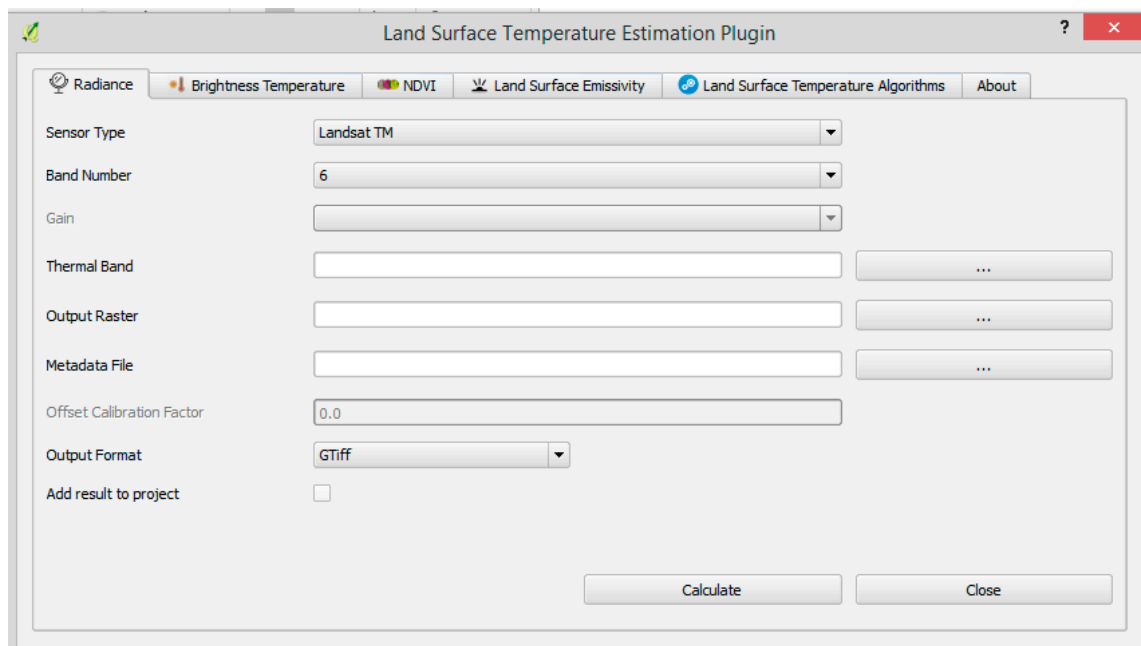 Land Surface Temperature Estimation Plugin
?
Radiance Brightness Temperature NDVI Land Surface Emissivity Land Surface Temperature Algorithms About
Sensor Type Landsat TM
Band Number 6
Gain
Thermal Band ...
Output Raster ...
Metadata File ...
Offset Calibration Factor 0.0
Output Format GTiff
Add result to project
Calculate Close